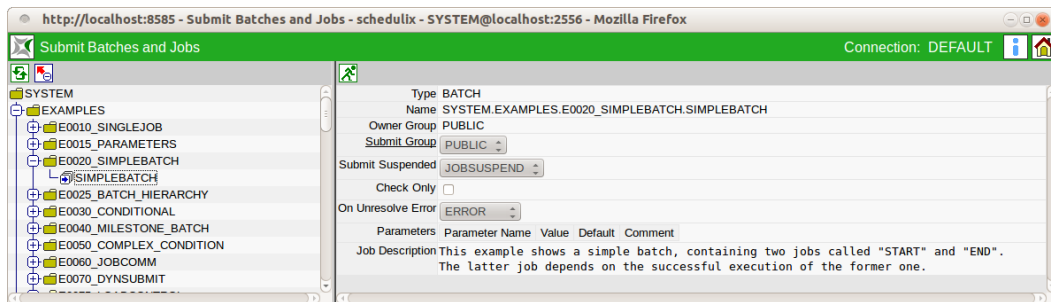 http://localhost:8585 - Submit Batches and Jobs - schedulix - SYSTEM@localhost:2556 - Mozilla Firefox
Submit Batches and Jobs
Connection: DEFAULT
SYSTEM
EXAMPLES
E0010_SINGLEJOB
E0015_PARAMETERS
E0020_SIMPLEBATCH
SIMPLEBATCH
E0025_BATCH_HIERARCHY
E0030_CONDITIONAL
E0040_MILESTONE_BATCH
E0050_COMPLEX_CONDITION
E0060_JOBCOMM
E0070_DYNSUBMIT
Type BATCH
Name SYSTEM.EXAMPLES.E0020_SIMPLEBATCH.SIMPLEBATCH
Owner Group PUBLIC
Submit Group PUBLIC
Submit Suspended JOBSUSPEND
Check Only
On Unresolve Error ERROR
Parameters Parameter Name Value Default Comment
Job Description This example shows a simple batch, containing two jobs called "START" and "END".
The latter job depends on the successful execution of the former one.